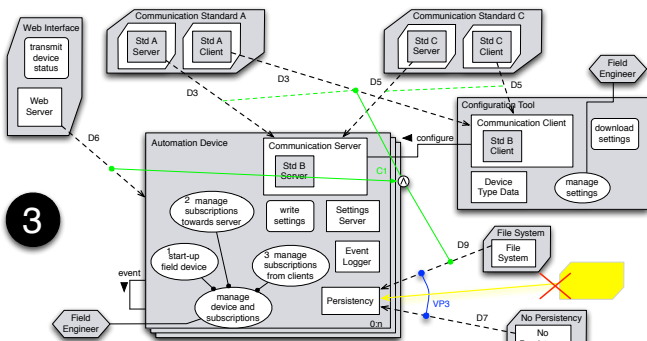 Web Interface
transmit
device
status
Web
Server
Communication Standard A
Std A
Server
Std A
Client
Communication Standard C
Std C
Server
Std C
Client
Field
Engineer
D3
D3
D5
D5
D6
Configuration Tool
Communication Client
Std B
Client
download
settings
Device
Type Data
manage
settings
configure
Automation Device
Communication Server
Std B
Server
C1
Λ
3
2 manage
subscriptions
towards server
write
settings
Settings
Server
1
start-up
field device
3 manage
subscriptions
from clients
Event
Logger
event
manage
device and
subscriptions
Persistency
0:n
Field
Engineer
File System
File
System
D9
VP3
D7
No Persistency
No